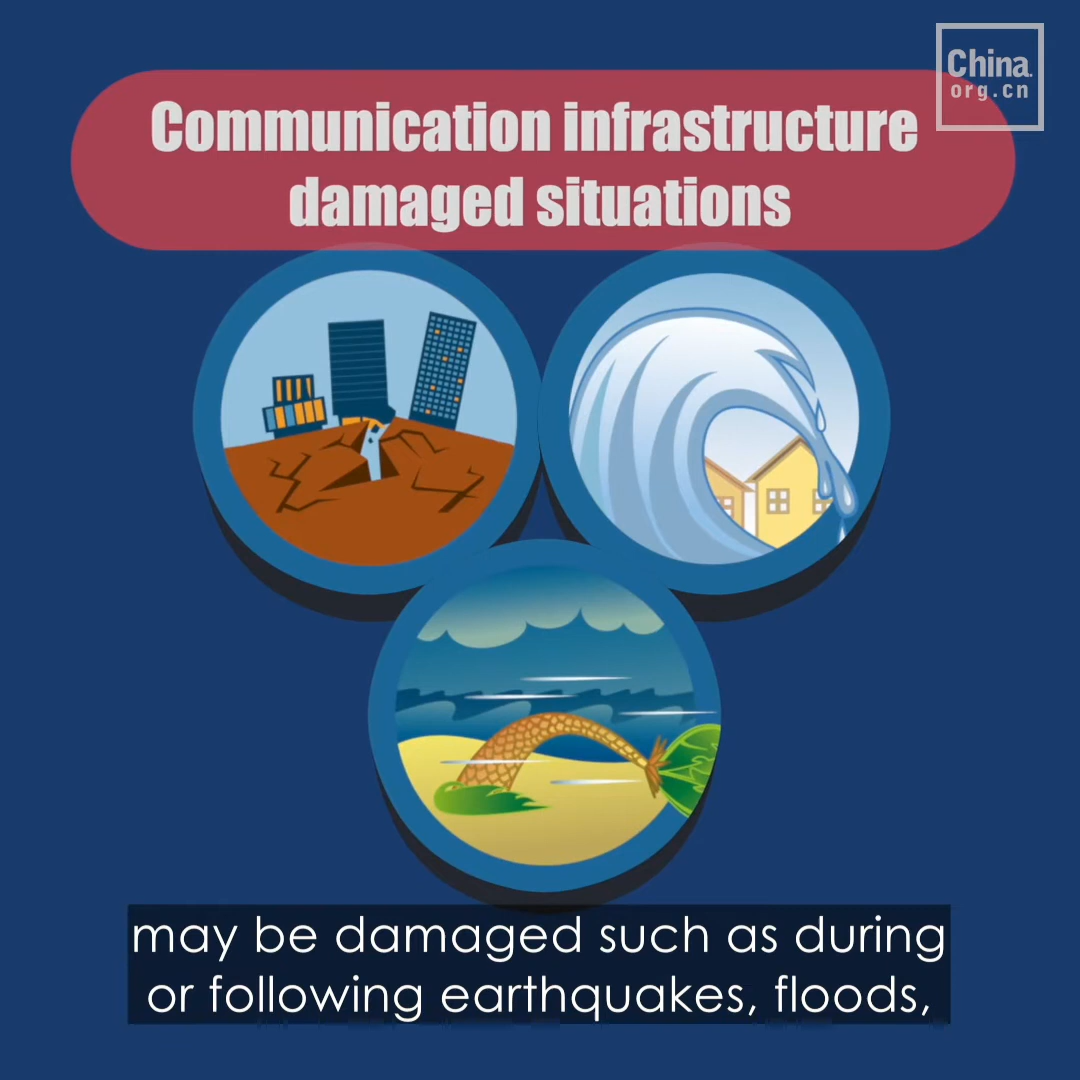 China
org.cn
Communication infrastructure
damaged situations
may be damaged such as during
or following earthquakes, floods,